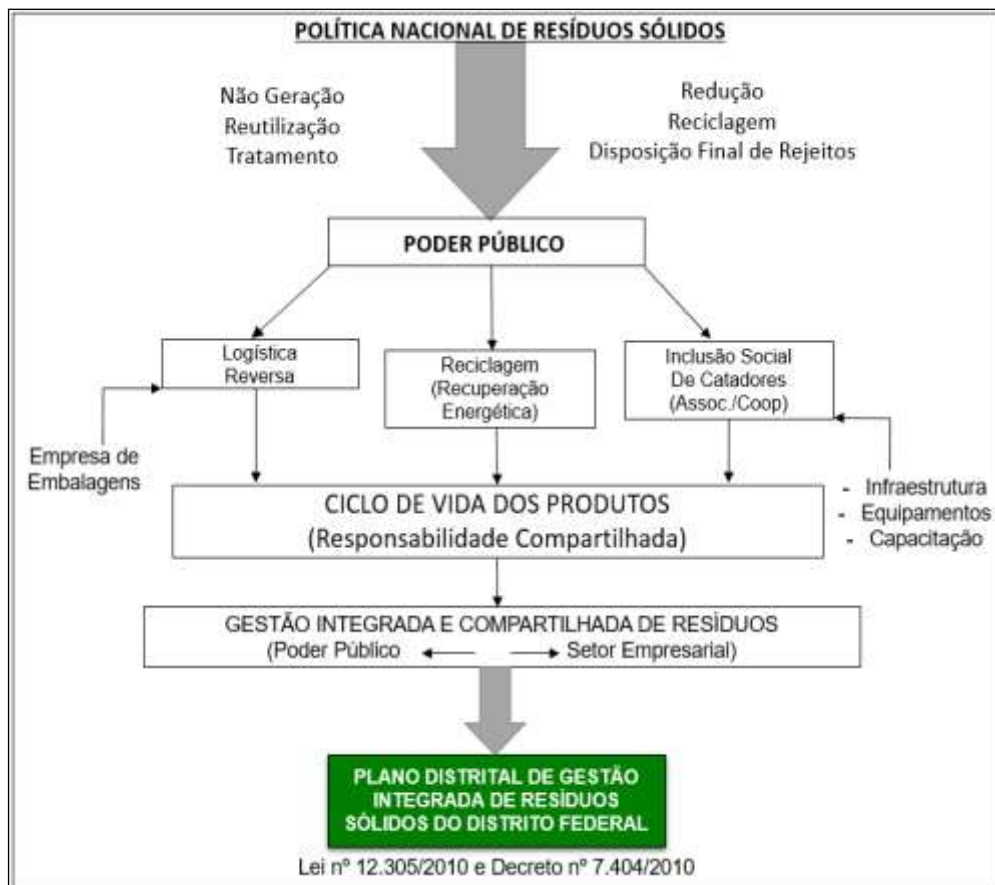 POLÍTICA NACIONAL DE RESÍDUOS SÓLIDOS
Não Geração
Reutilização
Tratamento
Redução
Reciclagem
Disposição Final de Rejeitos
PODER PÚBLICO
Logística
Reversa
Reciclagem
(Recuperação
Energética)
Inclusão Social
De Catadores
(Assoc./Coop)
Empresa de
Embalagens
- Infraestrutura
- Equipamentos
- Capacitação
CICLO DE VIDA DOS PRODUTOS
(Responsabilidade Compartilhada)
GESTÃO INTEGRADA E COMPARTILHADA DE RESÍDUOS
(Poder Público Setor Empresarial)
PLANO DISTRITAL DE GESTÃO
INTEGRADA DE RESÍDUOS
SÓLIDOS DO DISTRITO FEDERAL
Lei nº 12.305/2010 e Decreto nº 7.404/2010